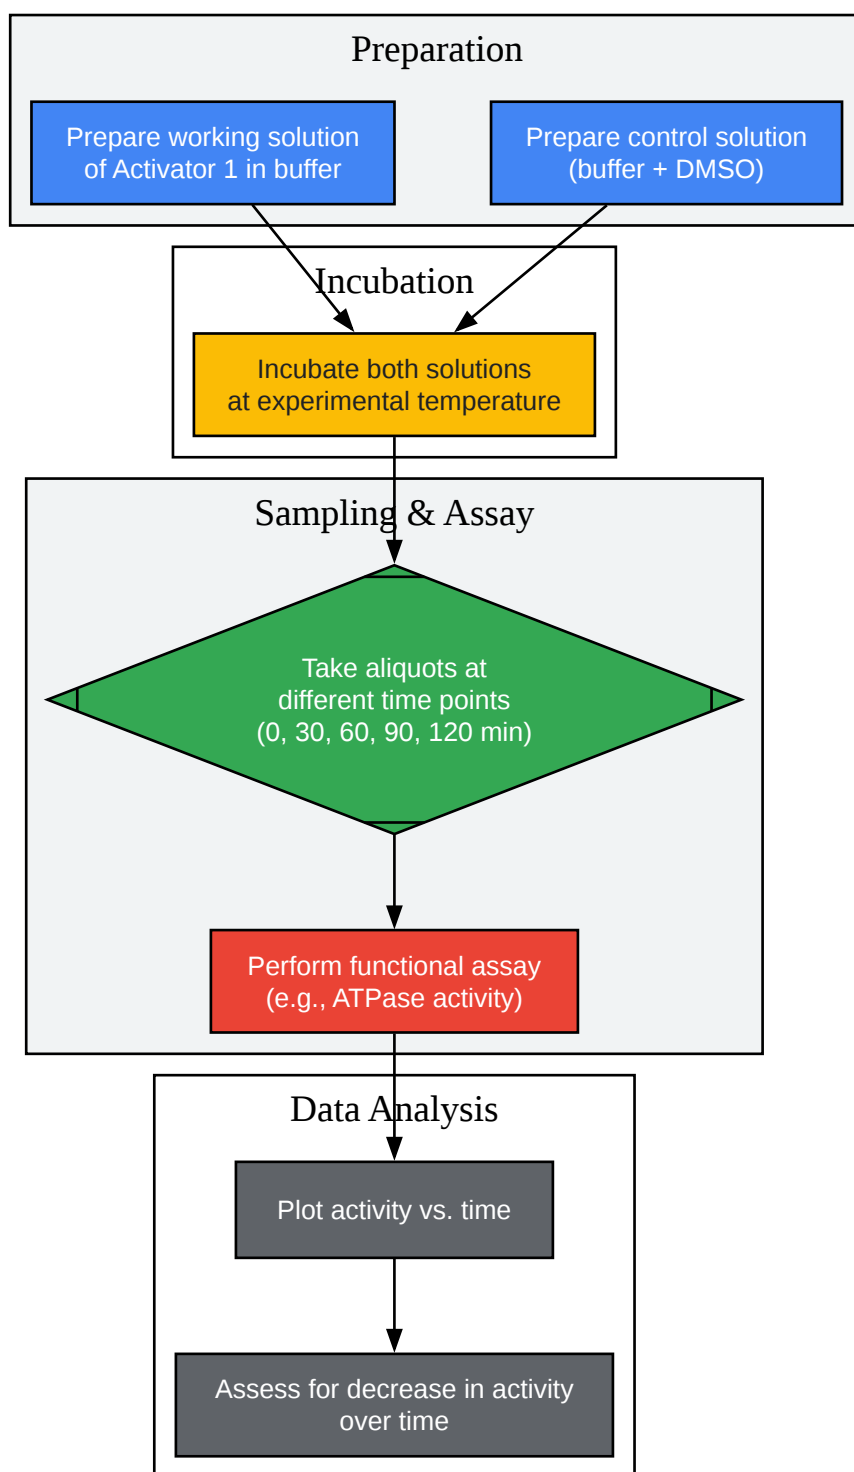 Preparation
Prepare working solution
of Activator 1 in buffer
Prepare control solution
(buffer + DMSO)
Incubation
Incubate both solutions
at experimental temperature
Sampling & Assay
Take aliquots at
different time points
(0, 30, 60, 90, 120 min)
Perform functional assay
(e.g., ATPase activity)
Data Analysis
Plot activity vs. time
Assess for decrease in activity
over time